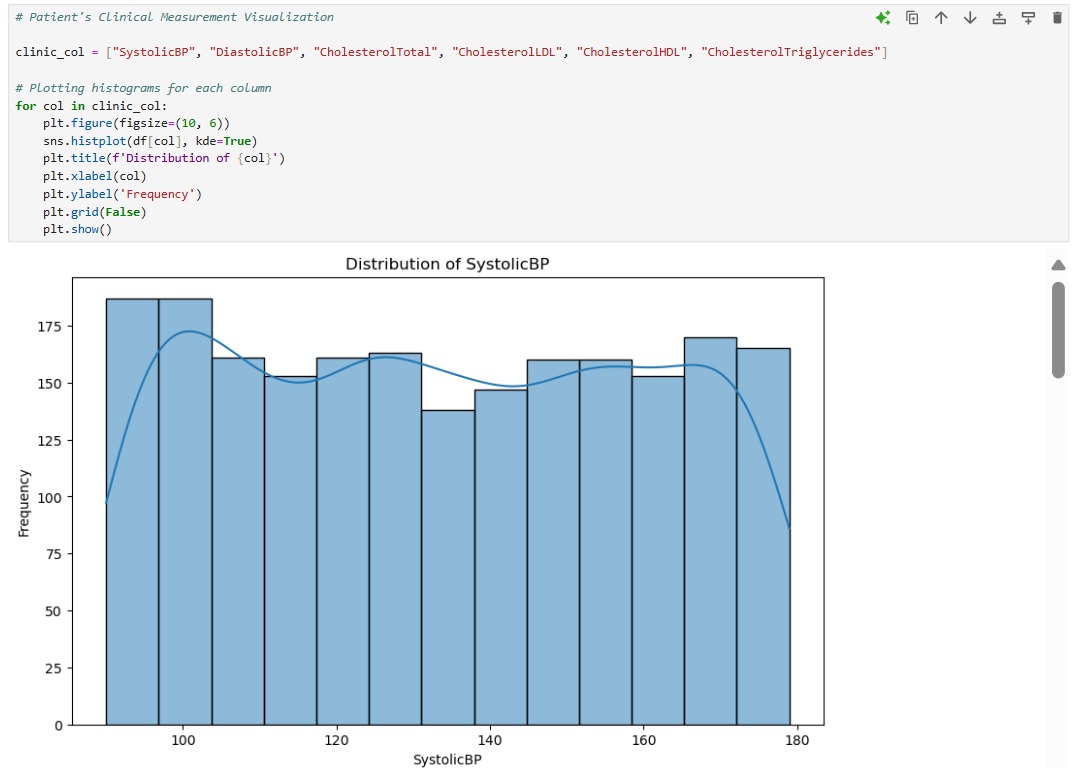 # Patient's Clinical Measurement Visualization
clinic_col = ["SystolicBP", "DiastolicBP", "CholesterolTotal", "CholesterolLDL", "CholesterolHDL", "CholesterolTriglycerides"]
# Plotting histograms for each column
for col in clinic_col:
    plt.figure(figsize=(10, 6))
    sns.histplot(df[col], kde=True)
    plt.title(f'Distribution of {col}')
    plt.xlabel(col)
    plt.ylabel('Frequency')
    plt.grid(False)
    plt.show()
Distribution of SystolicBP
175
150
125
100
75
50
25
0
Frequency
100 120 140 160 180
SystolicBP